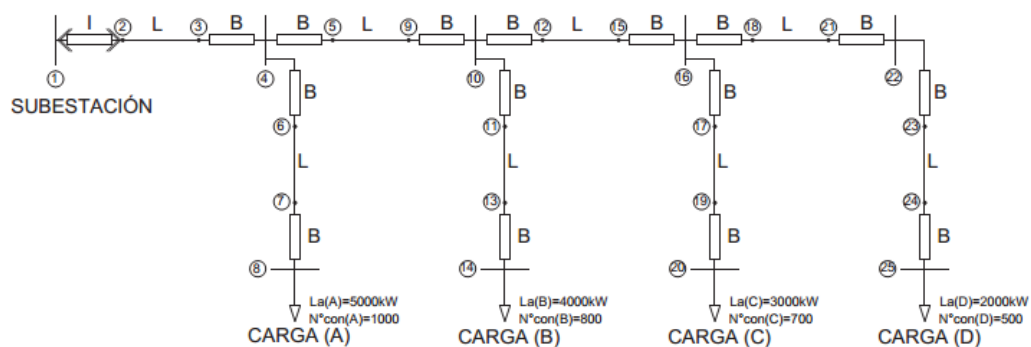 I ② L ③ B B ⑤ L ⑨ B B ⑫ L ⑮ B B ⑱ L ㉑ B
① ④ ⑩ ⑯ ㉒
SUBESTACIÓN
B B B B
⑥ ⑪ ⑰ ㉓
L L L L
⑦ ⑬ ⑲ ㉔
B B B B
⑧ ⑭ ⑳ ㉕
La(A)=5000kW La(B)=4000kW La(C)=3000kW La(D)=2000kW
N°con(A)=1000 N°con(B)=800 N°con(C)=700 N°con(D)=500
CARGA (A) CARGA (B) CARGA (C) CARGA (D)